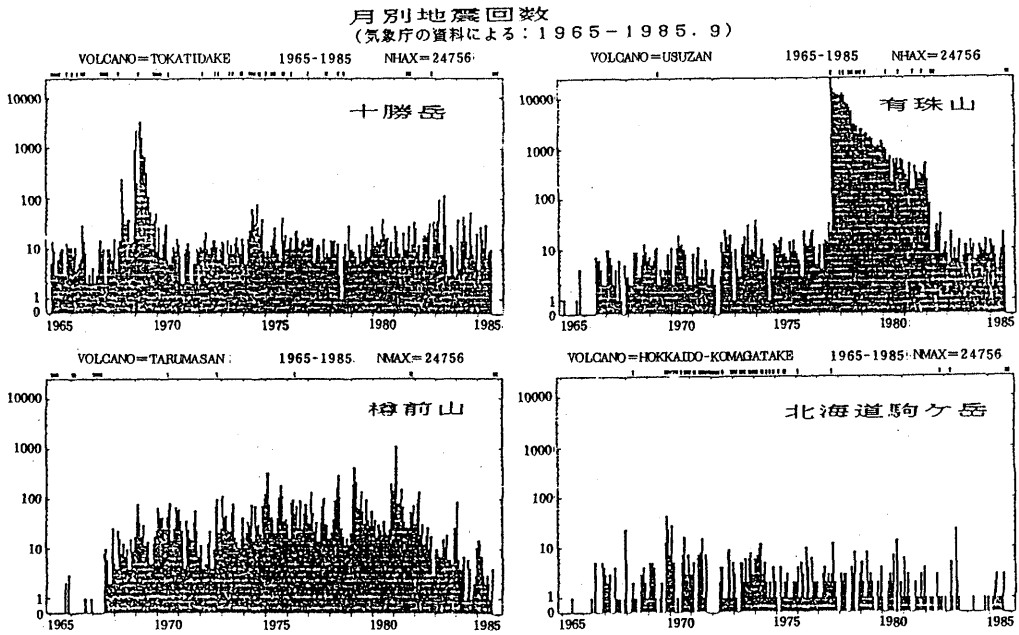 月別地震回数
(気象庁の資料による：1965-1985.9)
VOLCANO=TOKATIDAKE 1965-1985 NHAX=24756
十勝岳
10000
1000
100
10
1
0
1965 1970 1975 1980 1985.
VOLCANO=USUZAN 1965-1985 NHAX=24756
有珠山
10000
1000
100
10
1
0
1965 1970 1975 1980 1985
VOLCANO=TARUMASAN 1965-1985. NMAX=24756
樽前山
10000
1000
100
10
1
0
1965 1970 1975 1980 1985
VOLCANO=HOKKAIDO-KOMAGATAKE 1965-1985 NMAX=24756
北海道駒ケ岳
10000
1000
100
10
1
0
1965 1970 1975 1980 1985